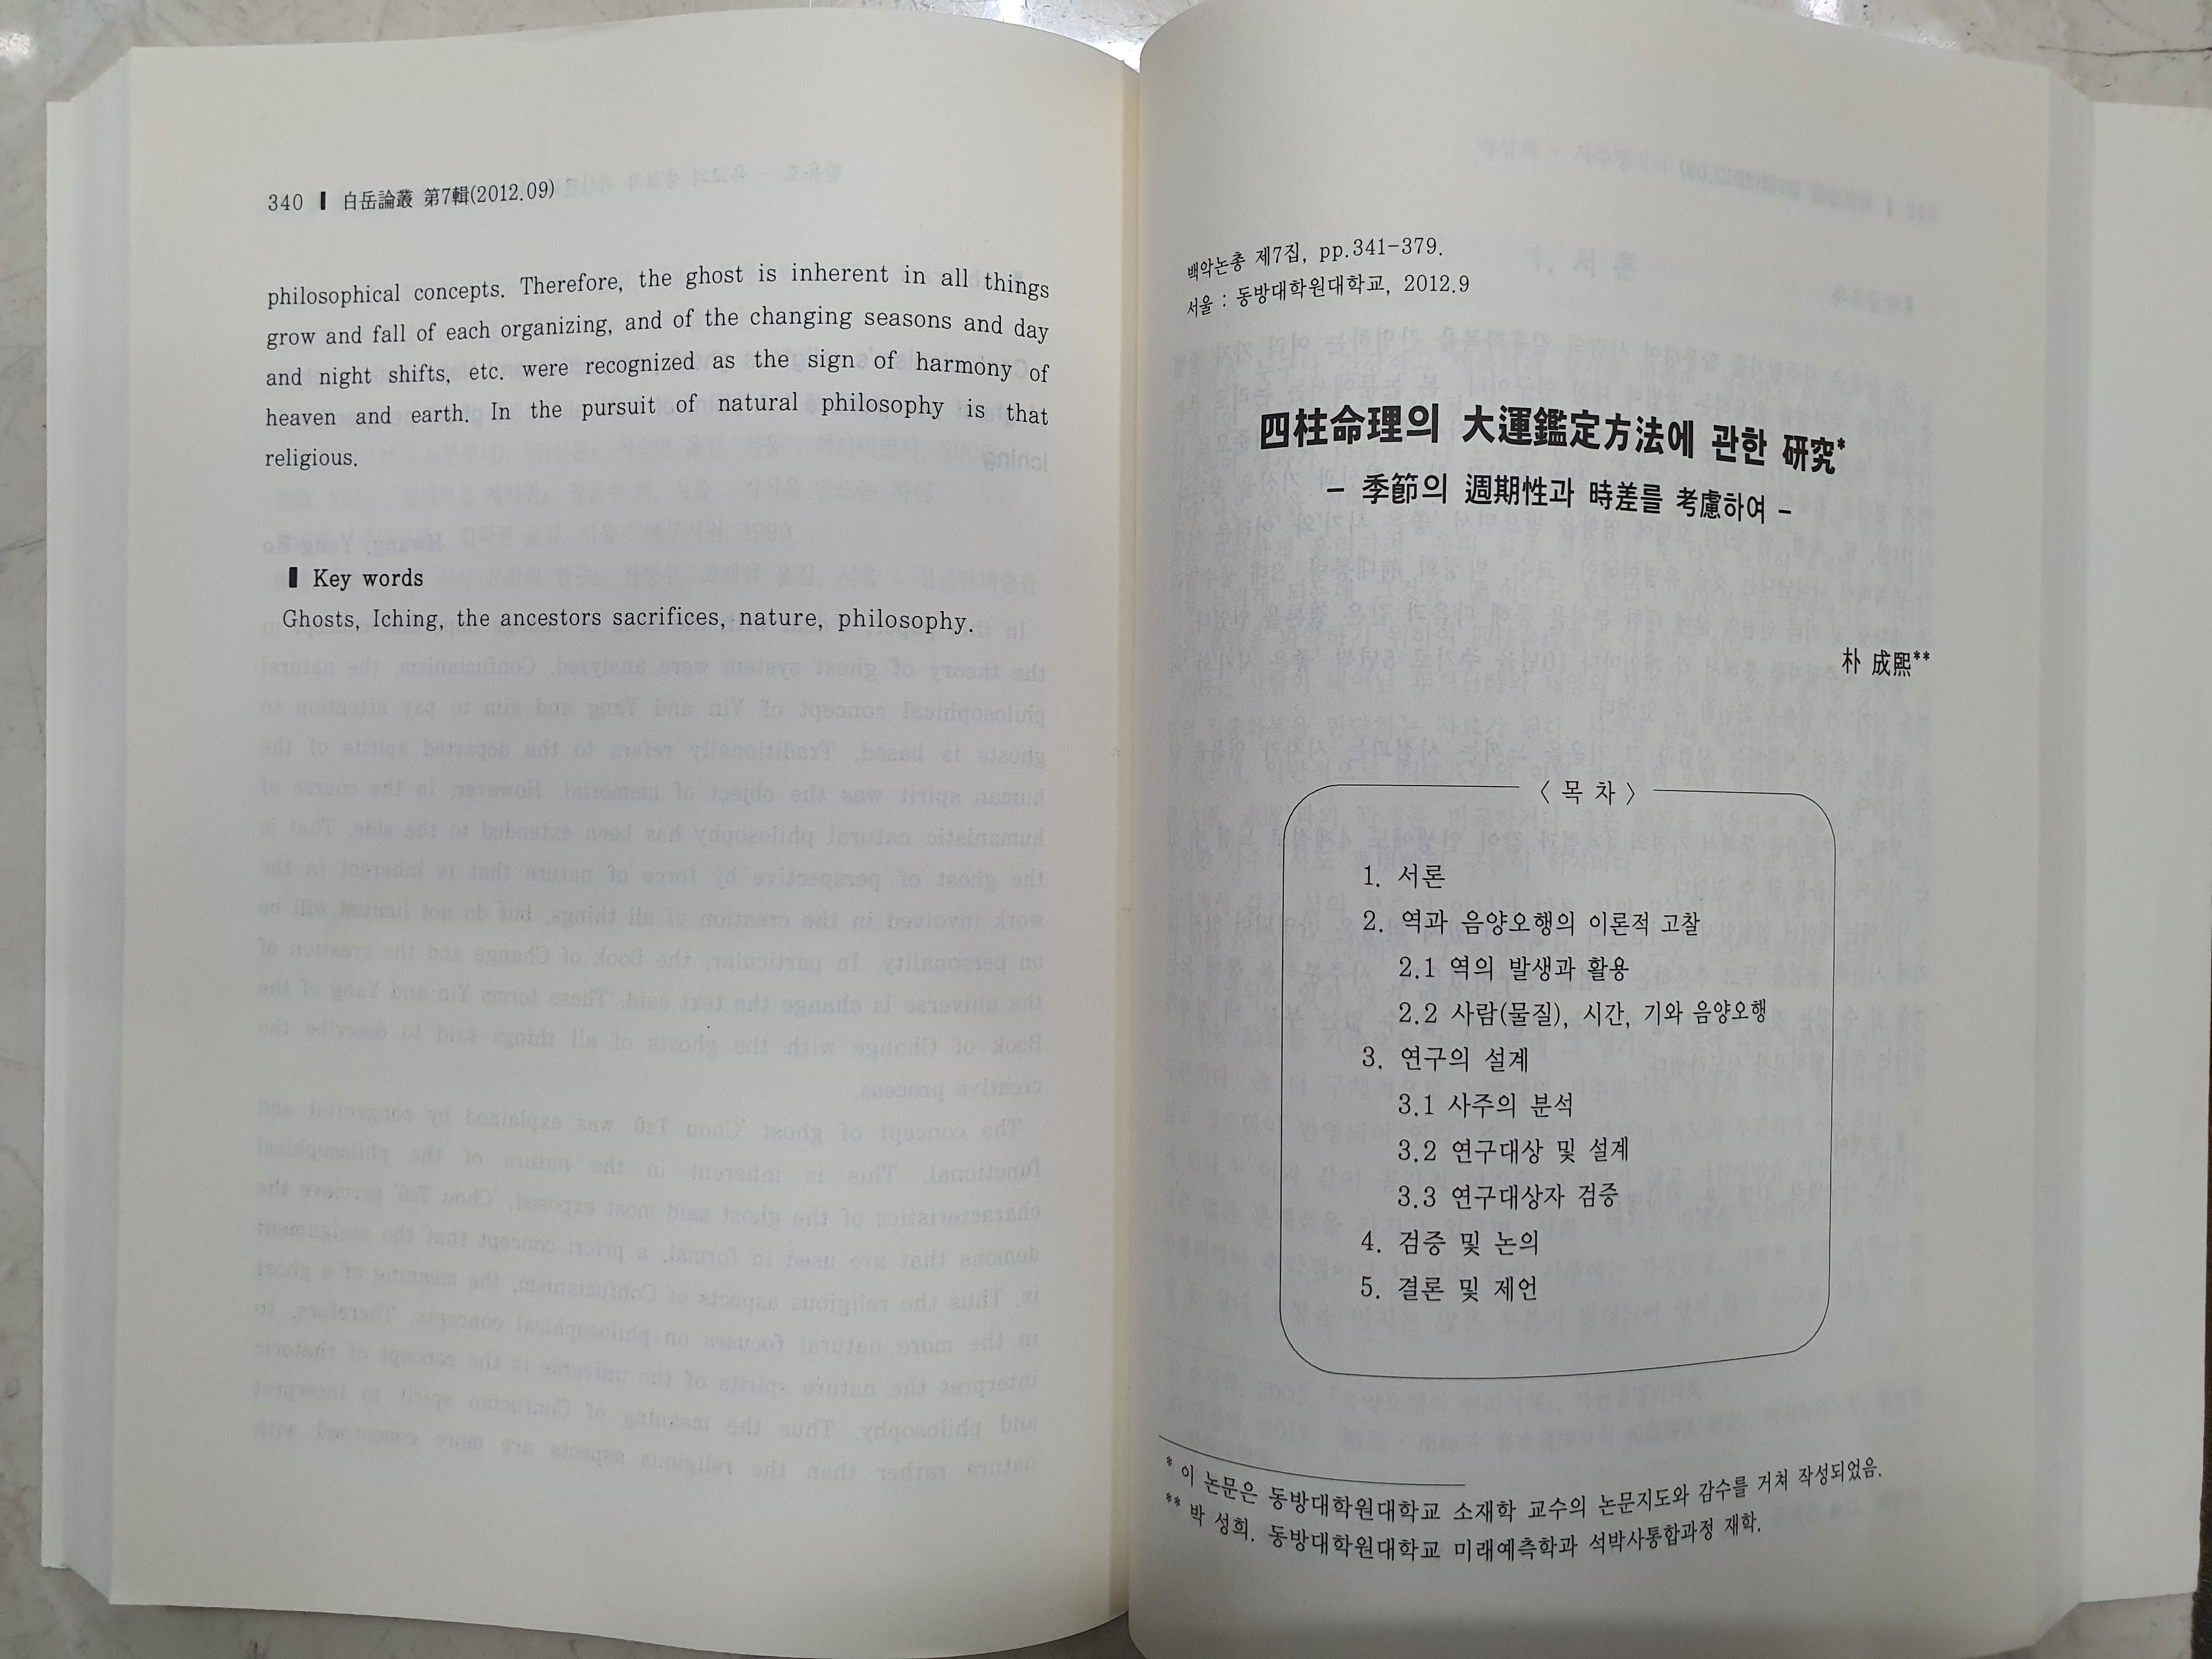 340 ▌ 白岳論叢 第7輯(2012.09)
philosophical concepts. Therefore, the ghost is inherent in all things
grow and fall of each organizing, and of the changing seasons and day
and night shifts, etc. were recognized as the sign of harmony of
heaven and earth. In the pursuit of natural philosophy is that
religious.
▌ Key words
Ghosts, Iching, the ancestors sacrifices, nature, philosophy.
백악논총 제7집, pp.341-379.
서울 : 동방대학원대학교, 2012.9
四柱命理의 大運鑑定方法에 관한 研究*
- 季節의 週期性과 時差를 考慮하여 -
朴 成熙**
〈 목 차 〉
1. 서론
2. 역과 음양오행의 이론적 고찰
2.1 역의 발생과 활용
2.2 사람(물질), 시간, 기와 음양오행
3. 연구의 설계
3.1 사주의 분석
3.2 연구대상 및 설계
3.3 연구대상자 검증
4. 검증 및 논의
5. 결론 및 제언
* 이 논문은 동방대학원대학교 소재학 교수의 논문지도와 감수를 거쳐 작성되었음.
** 박 성희. 동방대학원대학교 미래예측학과 석박사통합과정 재학.